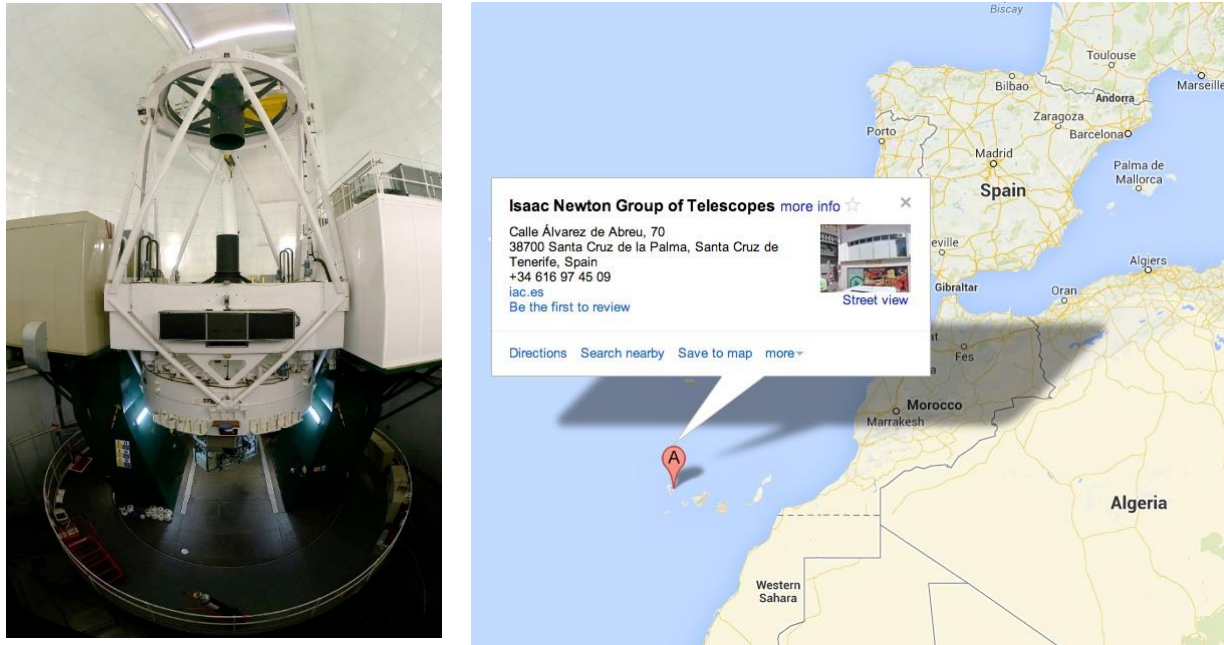 Biscay
Toulouse
Marseille
Bilbao
Andorra
Zaragoza
Porto
Barcelona
Madrid
Palma de
Mallorca
Spain
Isaac Newton Group of Telescopes more info
Calle Álvarez de Abreu, 70
38700 Santa Cruz de la Palma, Santa Cruz de
Tenerife, Spain
+34 616 97 45 09
iac.es
Be the first to review
Street view
Directions Search nearby Save to map more
eville
Algiers
Gibraltar
Oran
at
Fes
a
Morocco
Marrakesh
A
Algeria
Western
Sahara